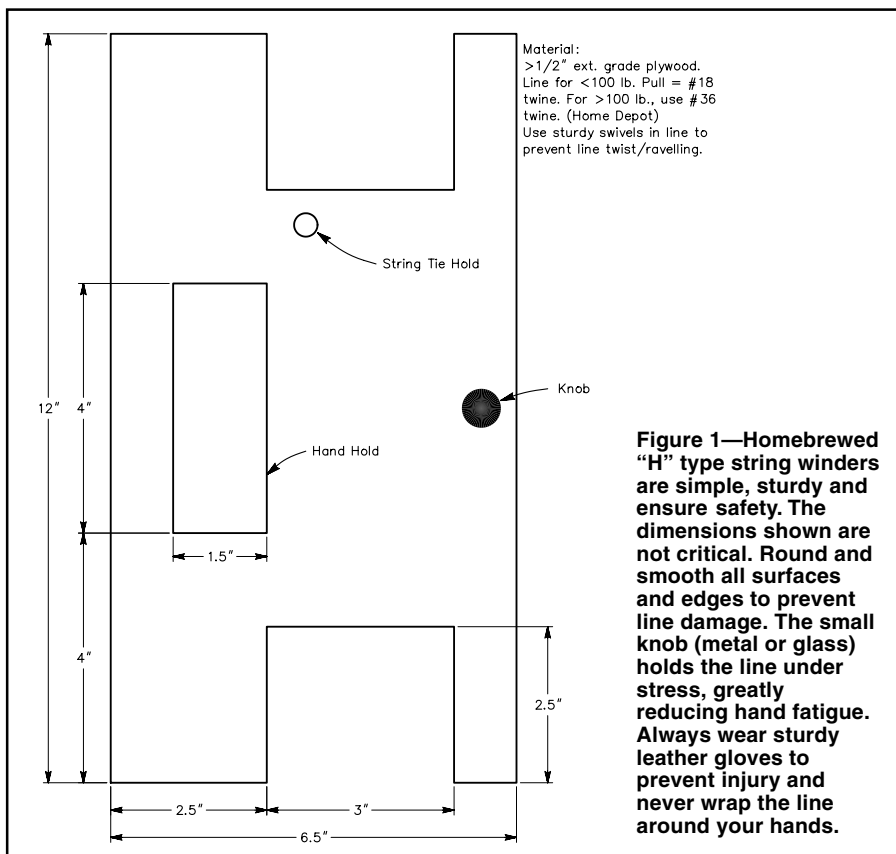 Material:
>1/2" ext. grade plywood.
Line for <100 lb. Pull = #18
twine. For >100 lb., use #36
twine. (Home Depot)
Use sturdy swivels in line to
prevent line twist/ravelling.
String Tie Hold
12"
4"
Knob
Hand Hold
1.5"
4"
2.5"
2.5"
3"
6.5"
Figure 1—Homebrewed
“H” type string winders
are simple, sturdy and
ensure safety. The
dimensions shown are
not critical. Round and
smooth all surfaces
and edges to prevent
line damage. The small
knob (metal or glass)
holds the line under
stress, greatly
reducing hand fatigue.
Always wear sturdy
leather gloves to
prevent injury and
never wrap the line
around your hands.